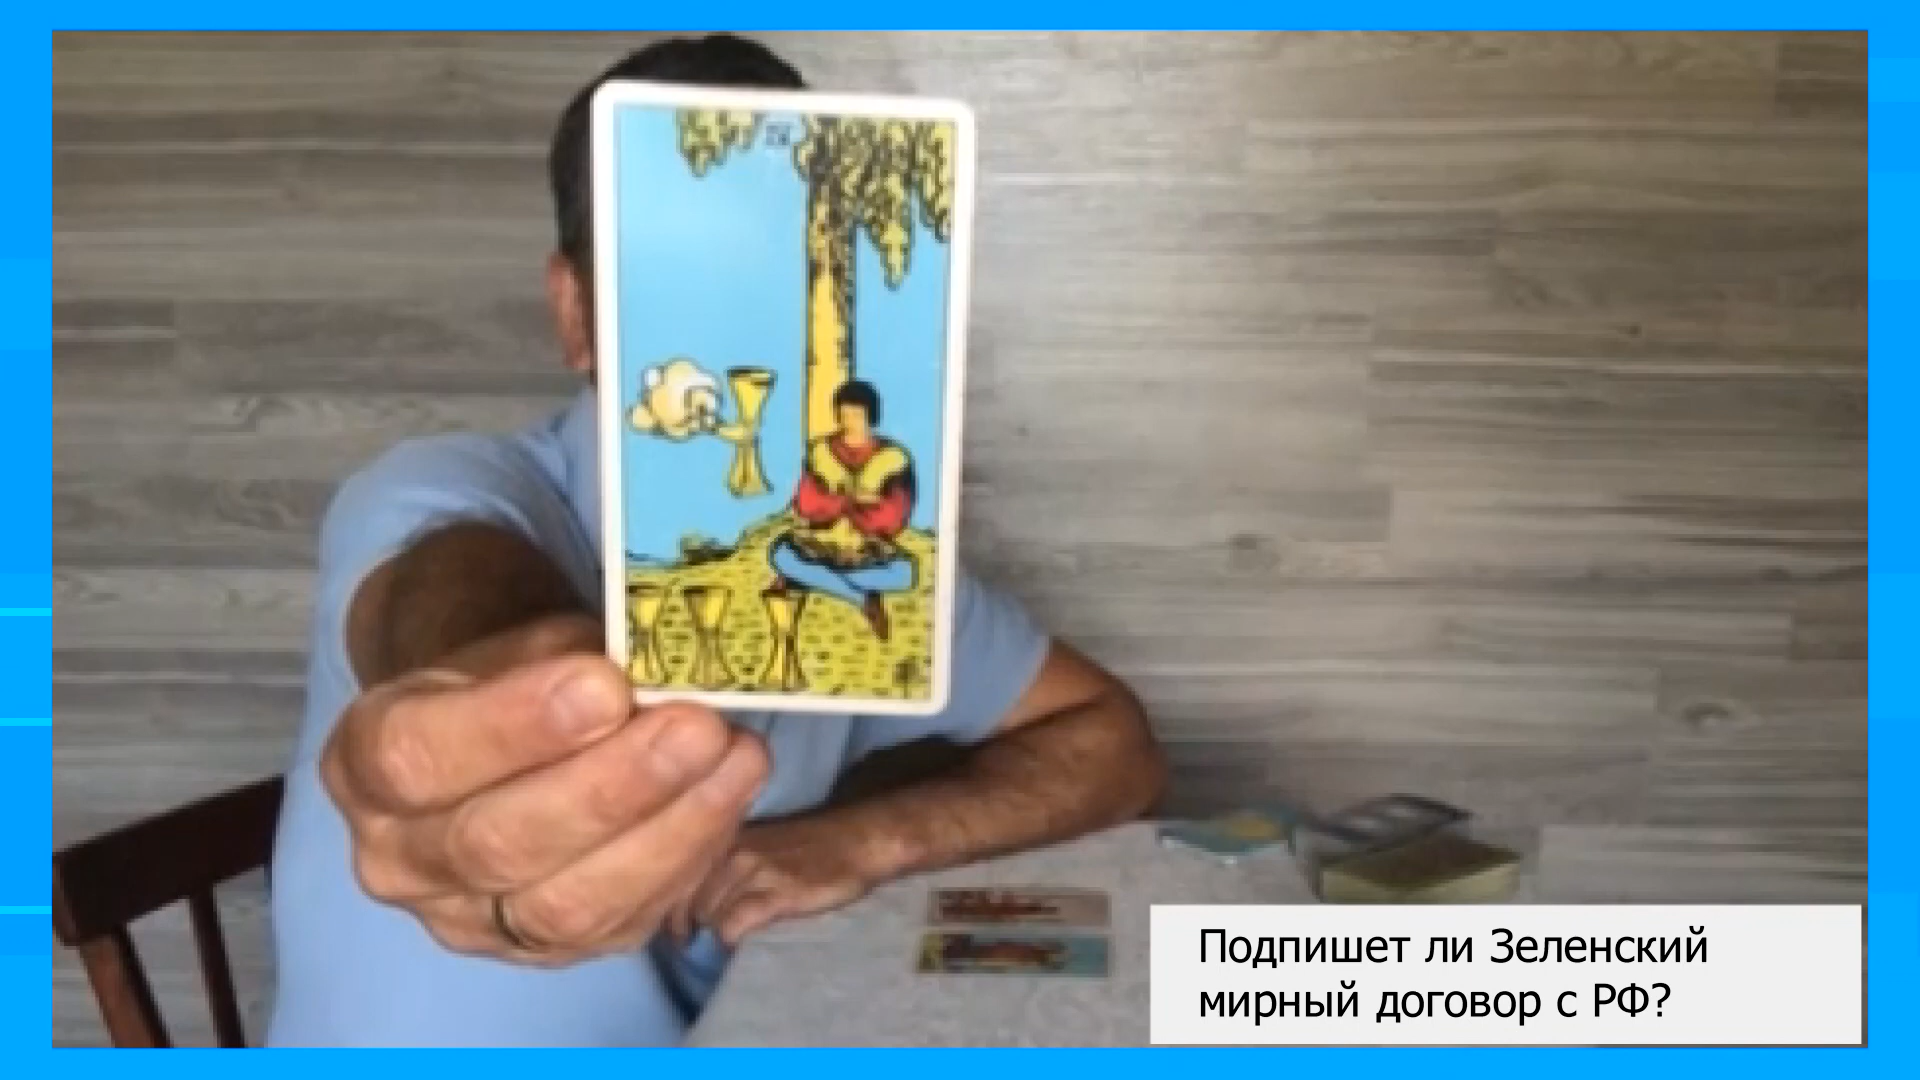 Подпишет ли Зеленский
мирный договор с РФ?